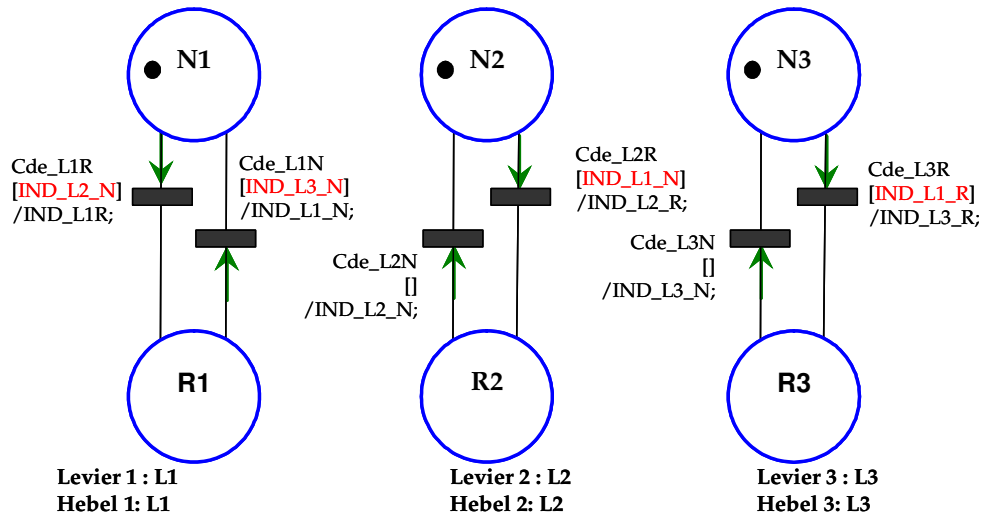 N1
N2
N3
Cde_L1R
[IND_L2_N]
/IND_L1R;
Cde_L1N
[IND_L3_N]
/IND_L1_N;
Cde_L2N
[]
/IND_L2_N;
Cde_L2R
[IND_L1_N]
/IND_L2_R;
Cde_L3N
[]
/IND_L3_N;
Cde_L3R
[IND_L1_R]
/IND_L3_R;
R1
R2
R3
Levier 1 : L1
Hebel 1: L1
Levier 2 : L2
Hebel 2: L2
Levier 3 : L3
Hebel 3: L3